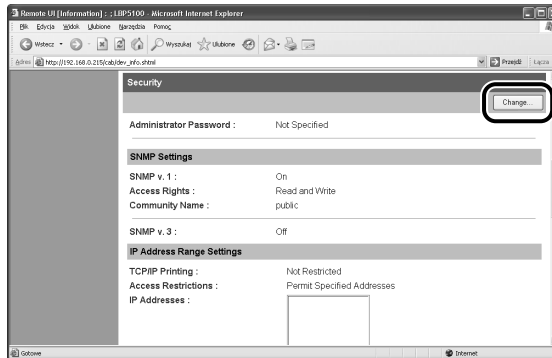 Remote UI [Information] : ; LBP5100 - Microsoft Internet Explorer
Plik Edycja Widok Ulubione Narzędzia Pomoc
Wstecz Wyszukaj Ulubione
Adres http://192.168.0.215/cab/dev_info.shtml Przejdź Łącza
Security
Change...
Administrator Password : Not Specified
SNMP Settings
SNMP v. 1 : On
Access Rights : Read and Write
Community Name : public
SNMP v. 3 : Off
IP Address Range Settings
TCP/IP Printing : Not Restricted
Access Restrictions : Permit Specified Addresses
IP Addresses :
Gotowe Internet